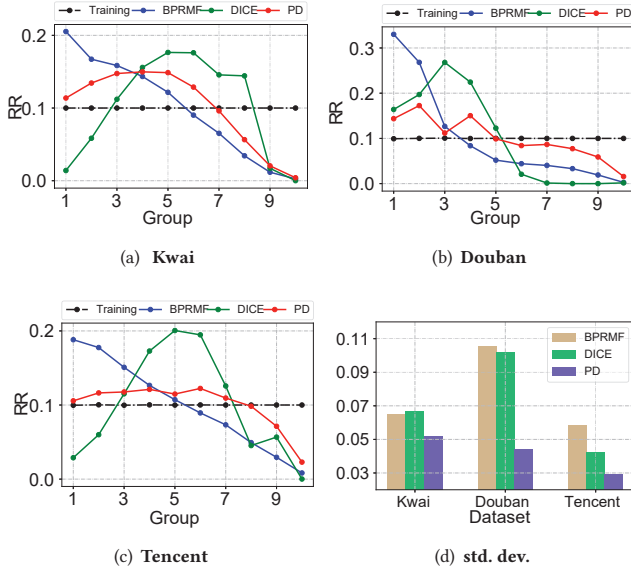 Training BPRMF DICE PD
Training BPRMF DICE PD
0.2
0.1
0.0
RR
1 3 5 7 9
Group
0.3
0.2
0.1
0.0
RR
1 3 5 7 9
Group
(a) Kwai
(b) Douban
Training BPRMF DICE PD
0.2
0.1
0.0
RR
1 3 5 7 9
Group
0.11
0.09
0.07
0.05
0.03
BPRMF
DICE
PD
Kwai Douban Tencent
Dataset
(c) Tencent
(d) std. dev.